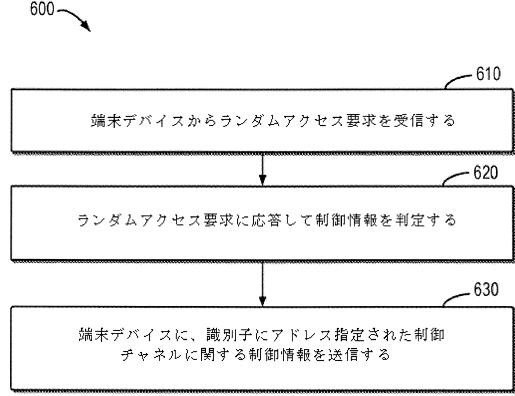 600
610
端末デバイスからランダムアクセス要求を受信する
620
ランダムアクセス要求に応答して制御情報を判定する
630
端末デバイスに、識別子にアドレス指定された制御
チャネルに関する制御情報を送信する